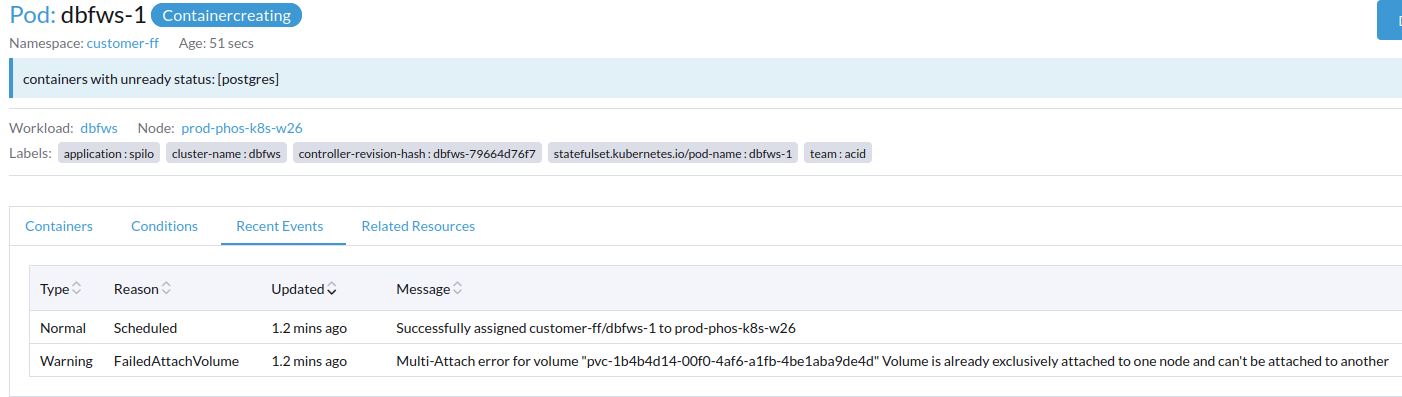 Pod: dbfws-1 Containercreating
Namespace: customer-ff Age: 51 secs
containers with unready status: [postgres]
Workload: dbfws Node: prod-phos-k8s-w26
Labels: application : spilo cluster-name : dbfws controller-revision-hash : dbfws-79664d76f7 statefulset.kubernetes.io/pod-name : dbfws-1 team : acid
Containers Conditions Recent Events Related Resources
Type Reason Updated Message
Normal Scheduled 1.2 mins ago Successfully assigned customer-ff/dbfws-1 to prod-phos-k8s-w26
Warning FailedAttachVolume 1.2 mins ago Multi-Attach error for volume "pvc-1b4b4d14-00f0-4af6-a1fb-4be1aba9de4d" Volume is already exclusively attached to one node and can't be attached to another